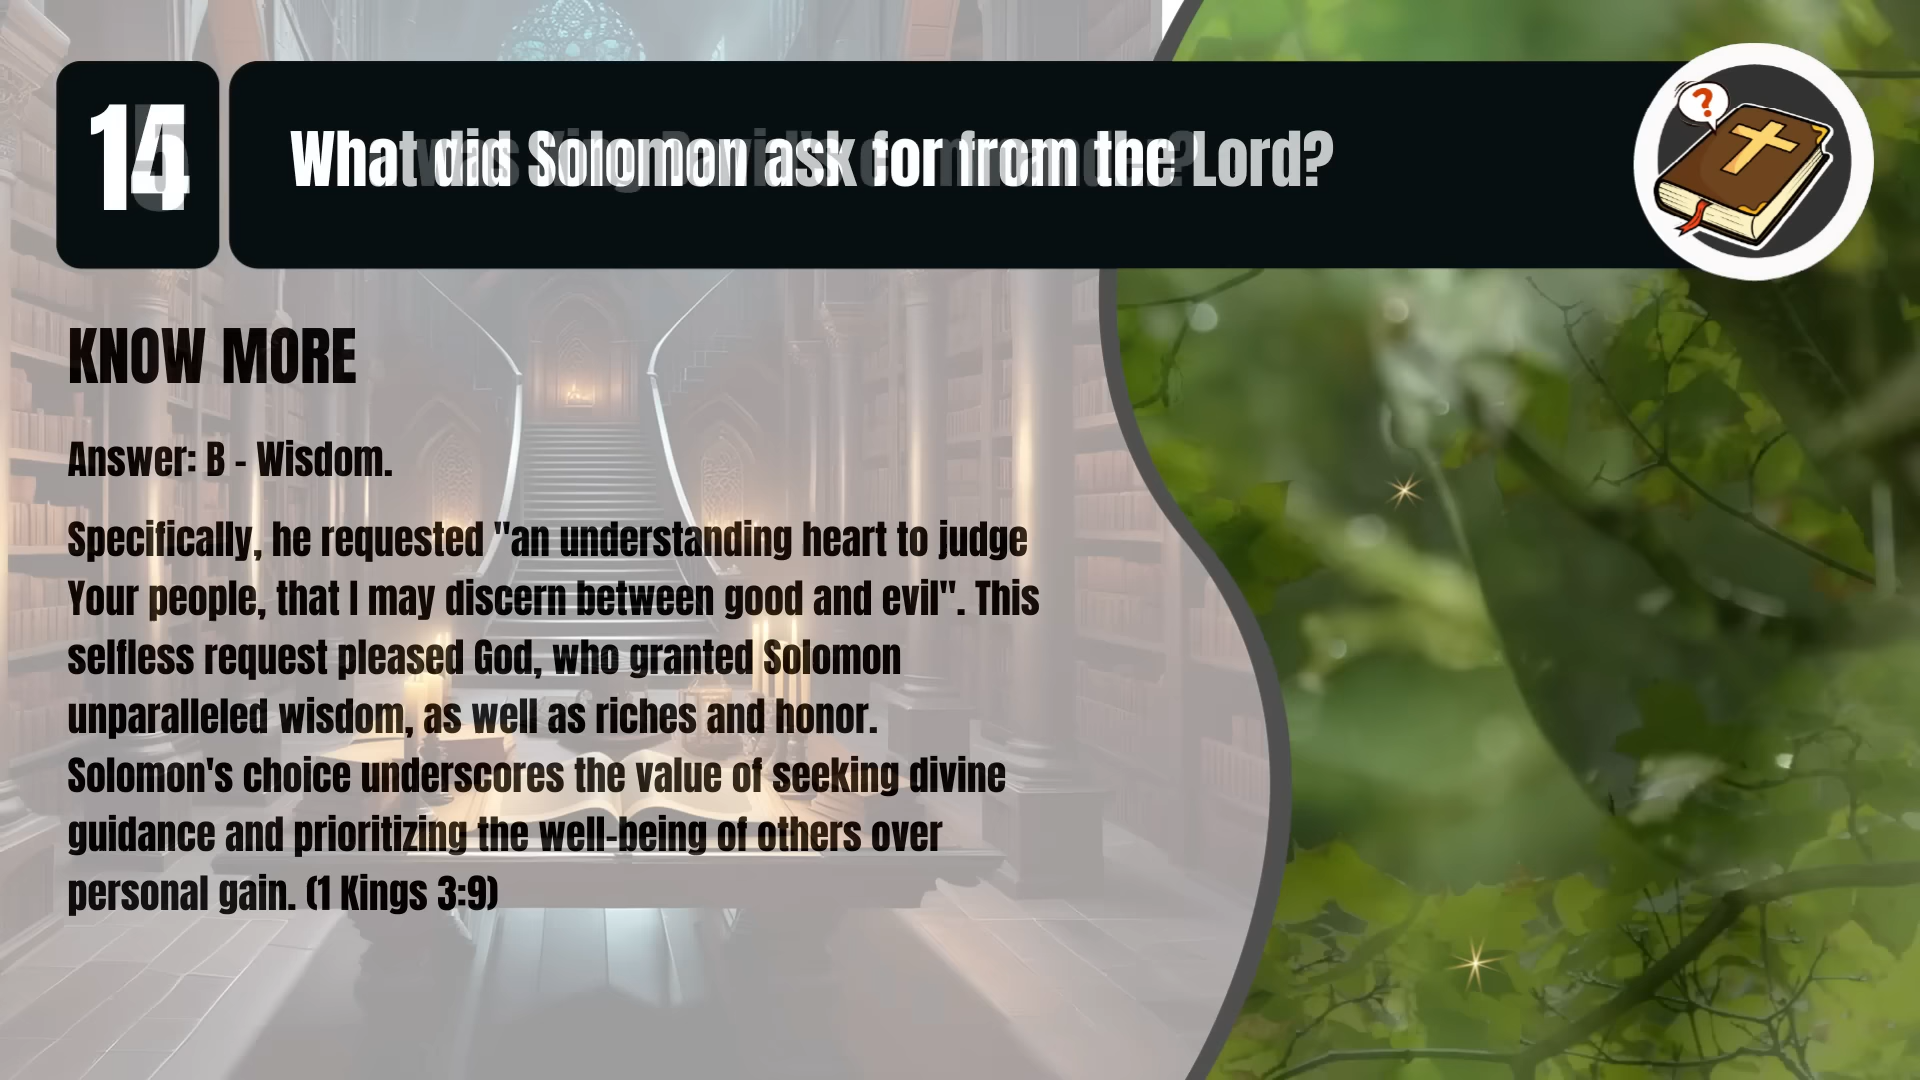 14
What did Solomon ask for from the Lord?
?
KNOW MORE
Answer: B - Wisdom.
Specifically, he requested "an understanding heart to judge
Your people, that I may discern between good and evil". This
selfless request pleased God, who granted Solomon
unparalleled wisdom, as well as riches and honor.
Solomon's choice underscores the value of seeking divine
guidance and prioritizing the well-being of others over
personal gain. (1 Kings 3:9)